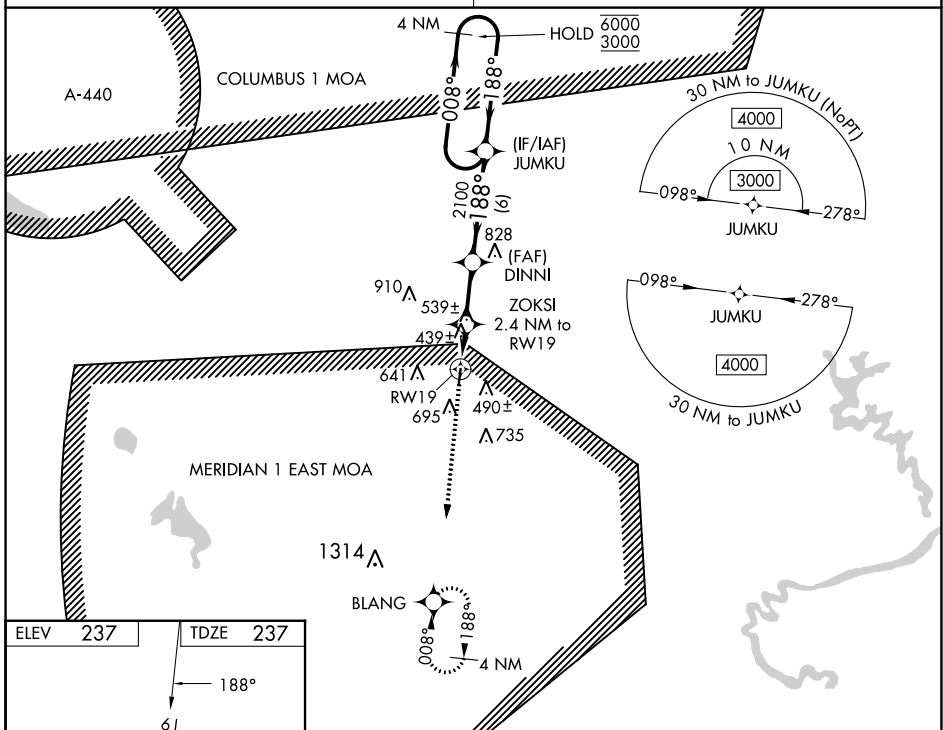 4 NM
HOLD
6000
3000
COLUMBUS 1 MOA
A-440
008°
188°
(IF/IAF)
JUMKU
2100
188°
(6)
30 NM to JUMKU (NoPT)
4000
10 NM
3000
098°
278°
JUMKU
828
(FAF)
DINNI
910
539±
ZOKSI
2.4 NM to
RW19
439±
641
RW19
490±
695
735
098°
278°
JUMKU
4000
30 NM to JUMKU
MERIDIAN 1 EAST MOA
1314
BLANG
008°
188°
4 NM
ELEV 237
TDZE 237
188°